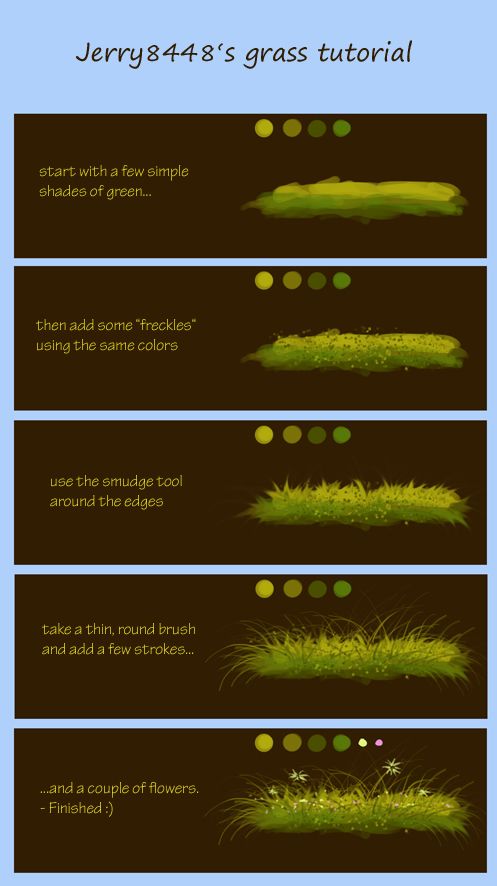 Jerry8448‘s grass tutorial
start with a few simple
shades of green...
then add some "freckles"
using the same colors
use the smudge tool
around the edges
take a thin, round brush
and add a few strokes...
...and a couple of flowers.
- Finished :)